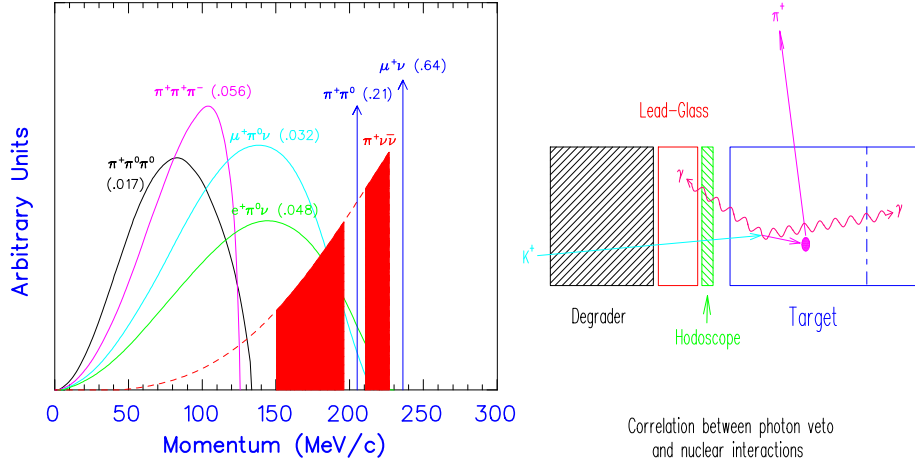 π⁺π⁺π⁻ (.056)
μ⁺π⁰ν (.032)
π⁺π⁰π⁰
(.017)
e⁺π⁰ν (.048)
π⁺π⁰ (.21)
μ⁺ν (.64)
π⁺νν̅
Arbitrary Units
0 50 100 150 200 250 300
Momentum (MeV/c)
π⁺
Lead-Glass
γ
γ
K⁺
Degrader
Hodoscope
Target
Correlation between photon veto
and nuclear interactions